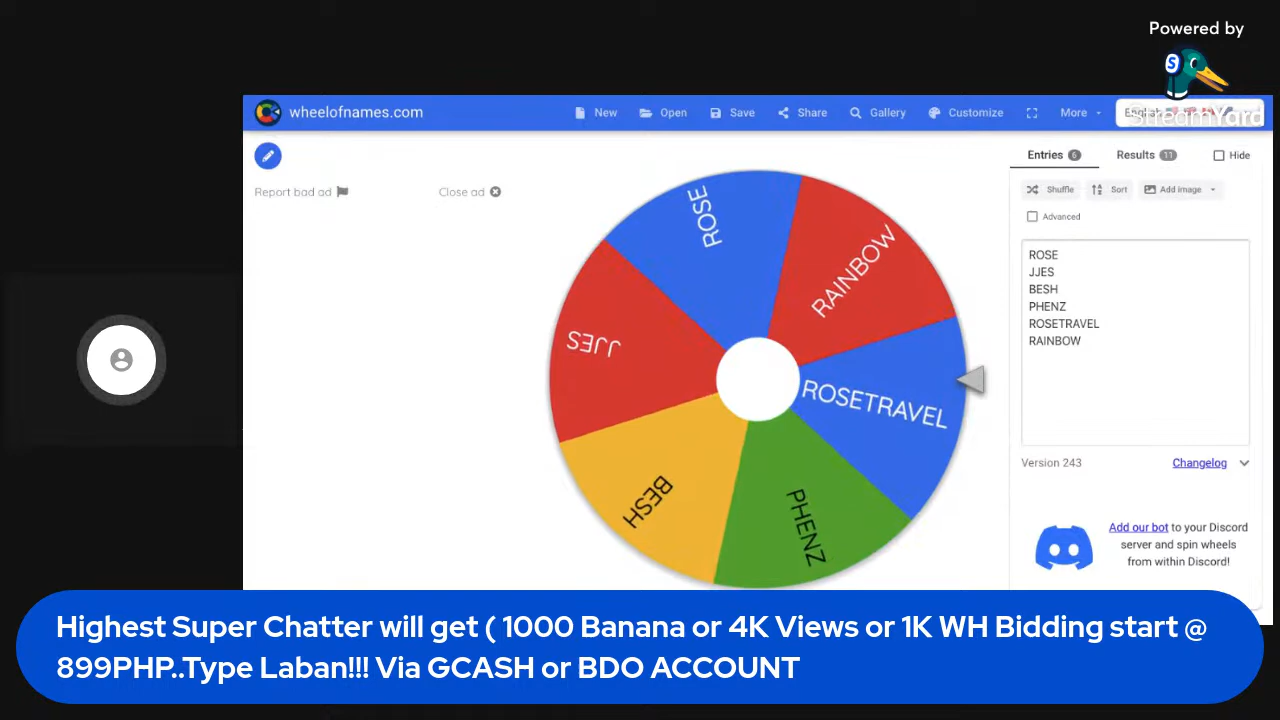 Powered by
StreamYard
wheelofnames.com
New
Open
Save
Share
Gallery
Customize
More
English
Report bad ad
Close ad
Entries 6
Results 11
Hide
Shuffle
Sort
Add image
Advanced
ROSE
JJES
BESH
PHENZ
ROSETRAVEL
RAINBOW
ROSE
RAINBOW
ROSETRAVEL
PHENZ
BESH
JJES
Version 243
Changelog
Add our bot to your Discord
server and spin wheels
from within Discord!
Highest Super Chatter will get ( 1000 Banana or 4K Views or 1K WH Bidding start @
899PHP..Type Laban!!! Via GCASH or BDO ACCOUNT